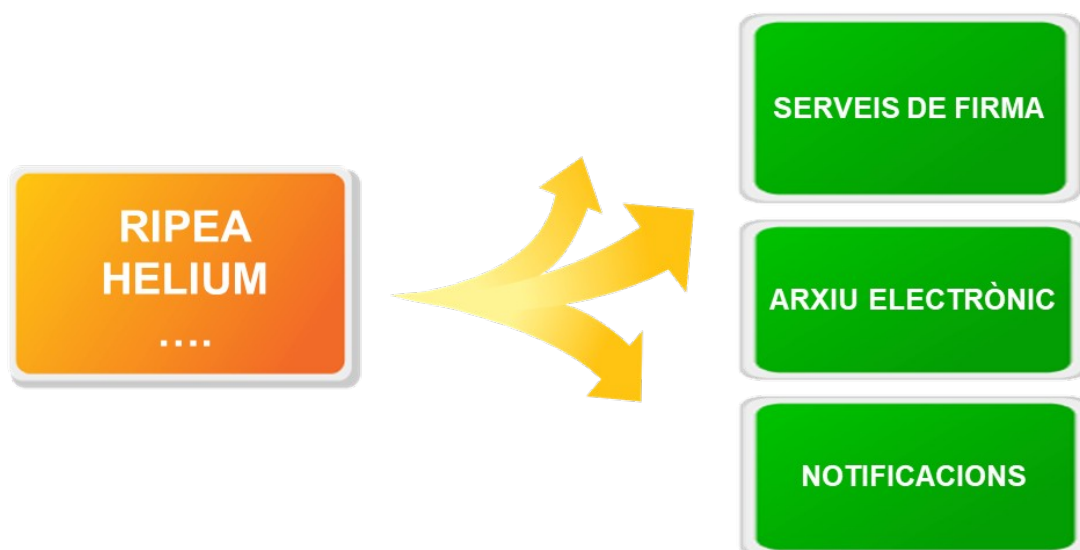 RIPEA
HELIUM
....
SERVEIS DE FIRMA
ARXIU ELECTRÒNIC
NOTIFICACIONS